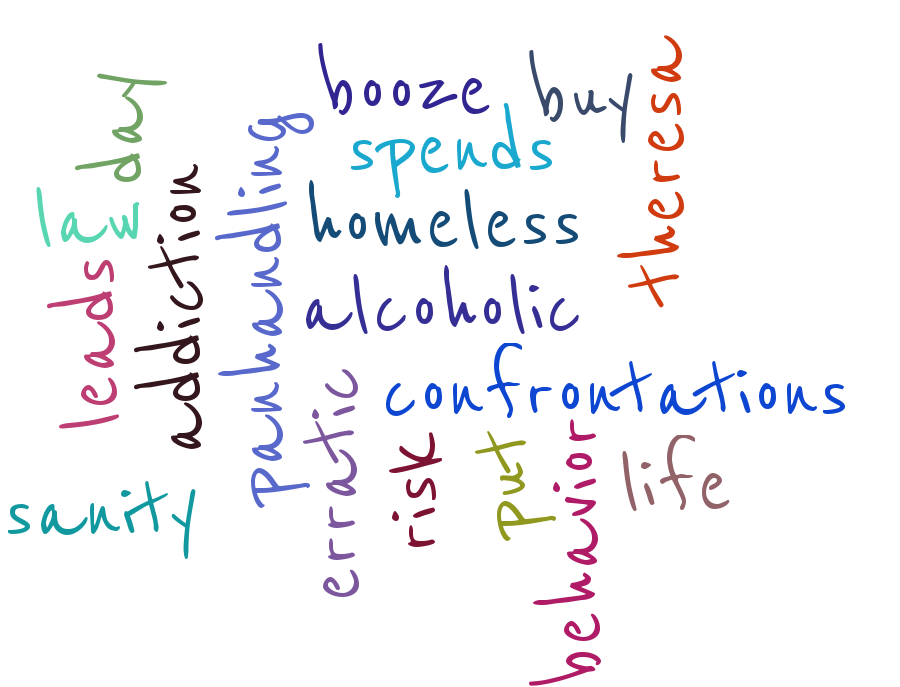 booze
buy
theresa
day
spends
panhandling
addiction
law
homeless
leads
alcoholic
confrontations
erratic
risk
put
behavior
life
sanity